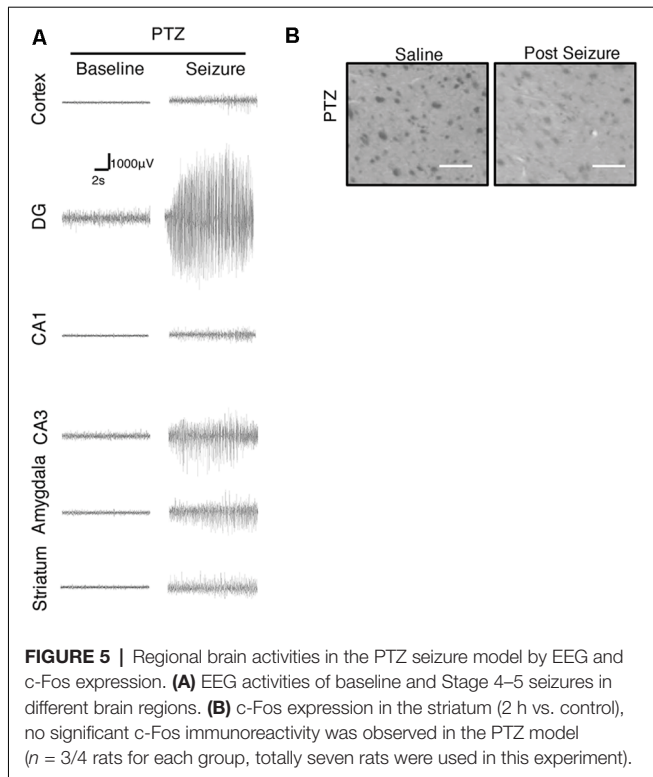 A
PTZ
Baseline
Seizure
Cortex
1000μV
2s
DG
CA1
CA3
Amygdala
Striatum
B
Saline
Post Seizure
PTZ
FIGURE 5 | Regional brain activities in the PTZ seizure model by EEG and
c-Fos expression. (A) EEG activities of baseline and Stage 4–5 seizures in
different brain regions. (B) c-Fos expression in the striatum (2 h vs. control),
no significant c-Fos immunoreactivity was observed in the PTZ model
(n = 3/4 rats for each group, totally seven rats were used in this experiment).